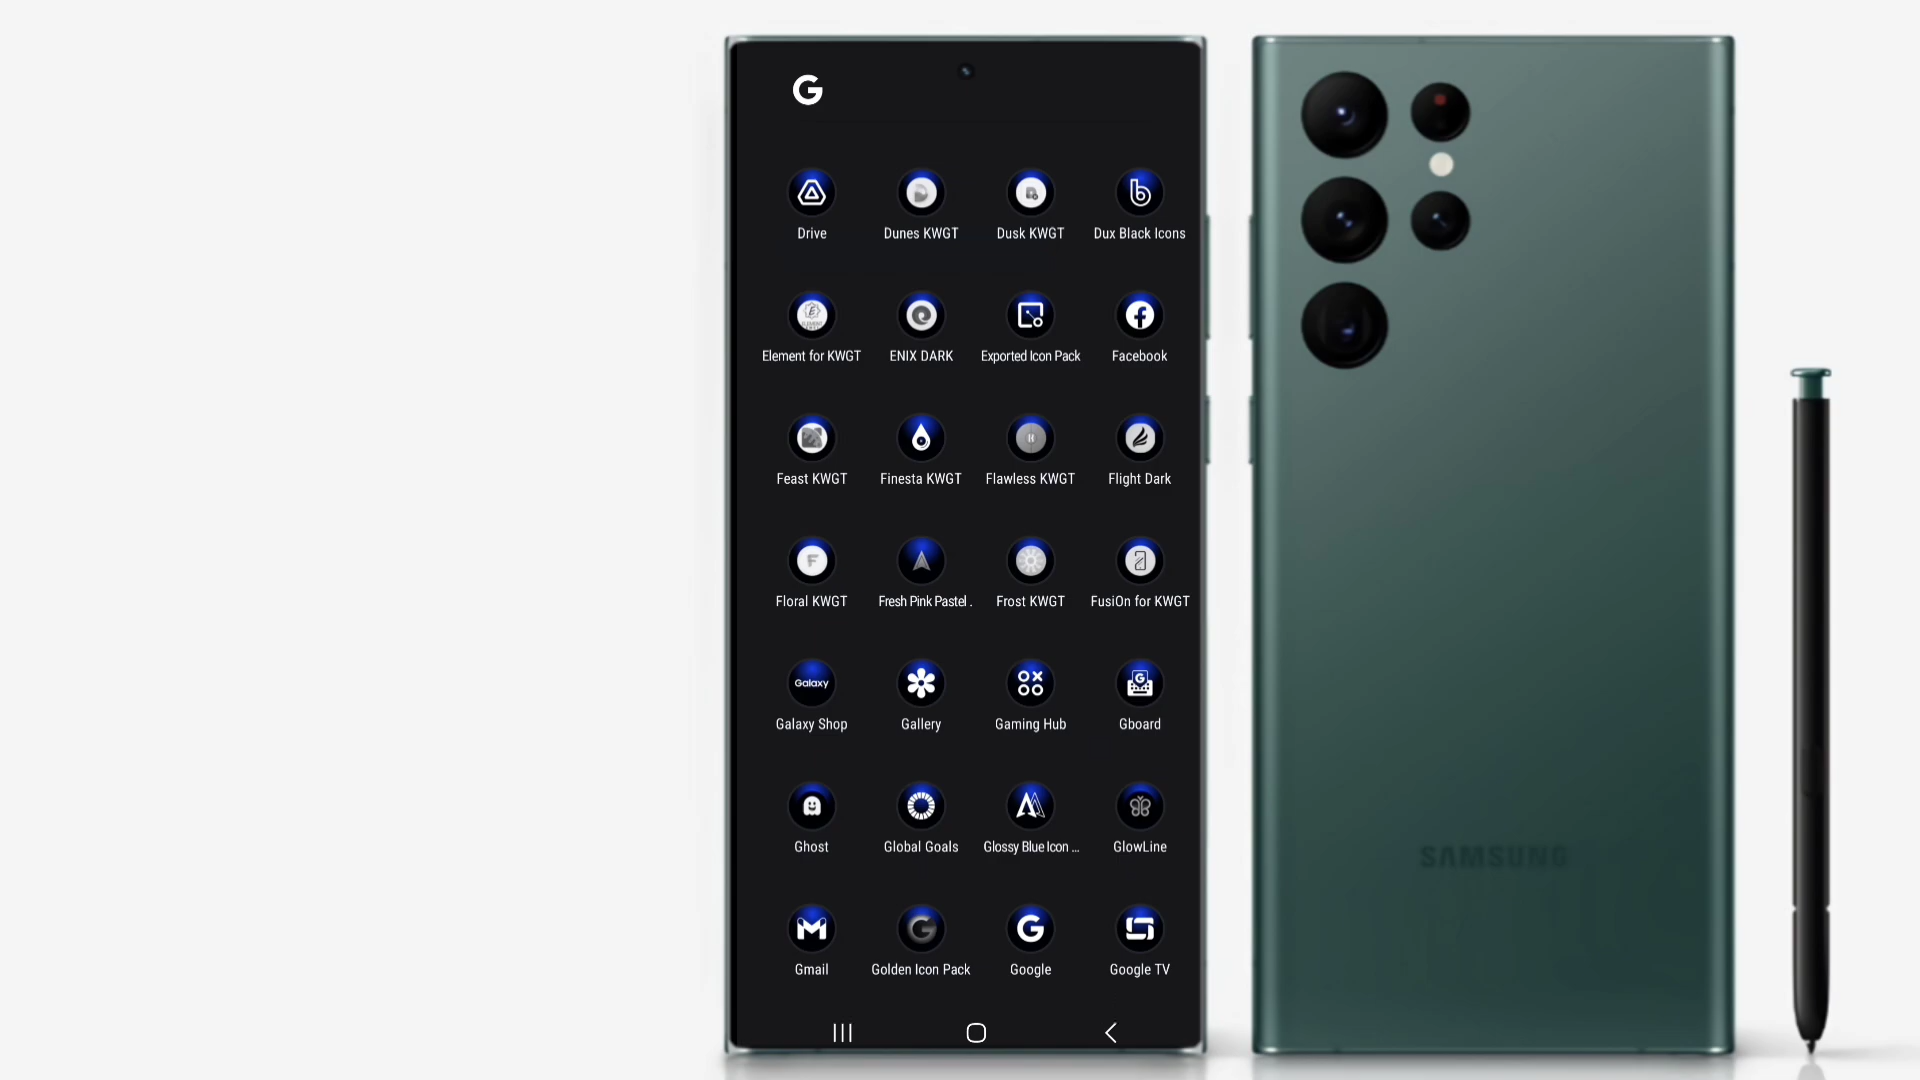 G
Drive Dunes KWGT Dusk KWGT Dux Black Icons
Element for KWGT ENIX DARK Exported Icon Pack Facebook
Feast KWGT Finesta KWGT Flawless KWGT Flight Dark
Floral KWGT Fresh Pink Pastel . Frost KWGT FusiOn for KWGT
Galaxy
Galaxy Shop Gallery Gaming Hub Gboard
Ghost Global Goals Glossy Blue Icon ... GlowLine
Gmail Golden Icon Pack Google Google TV
SAMSUNG